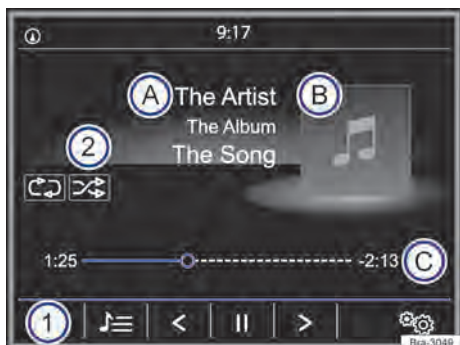 9:17
A The Artist B
The Album
2
The Song
1:25 -2:13 C
1
Bra-3049